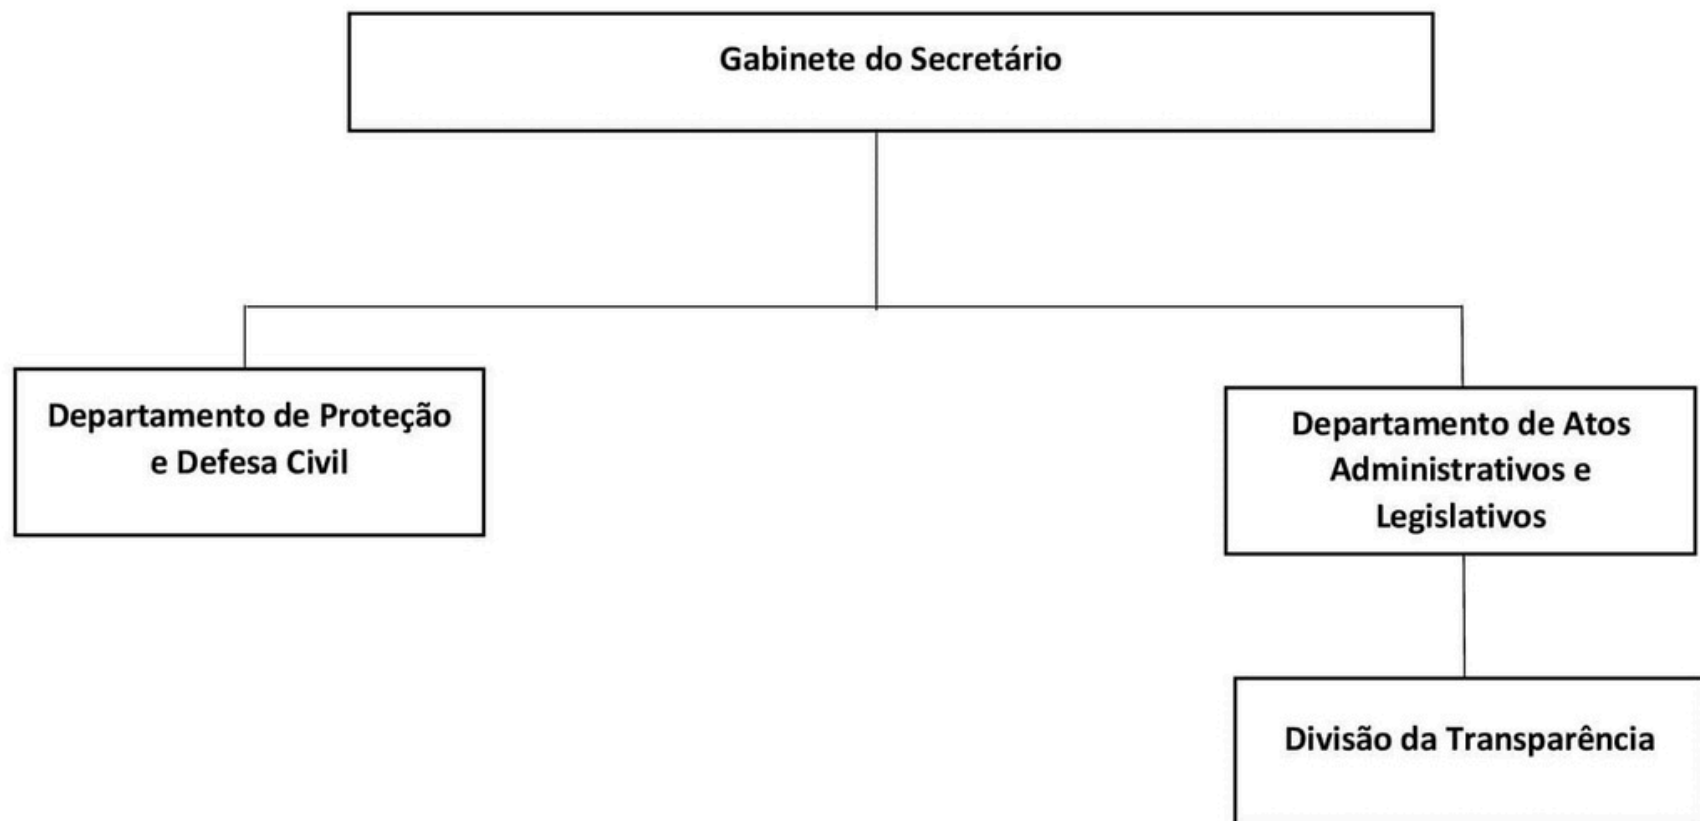 Gabinete do Secretário
Departamento de Proteção
e Defesa Civil
Departamento de Atos
Administrativos e
Legislativos
Divisão da Transparência